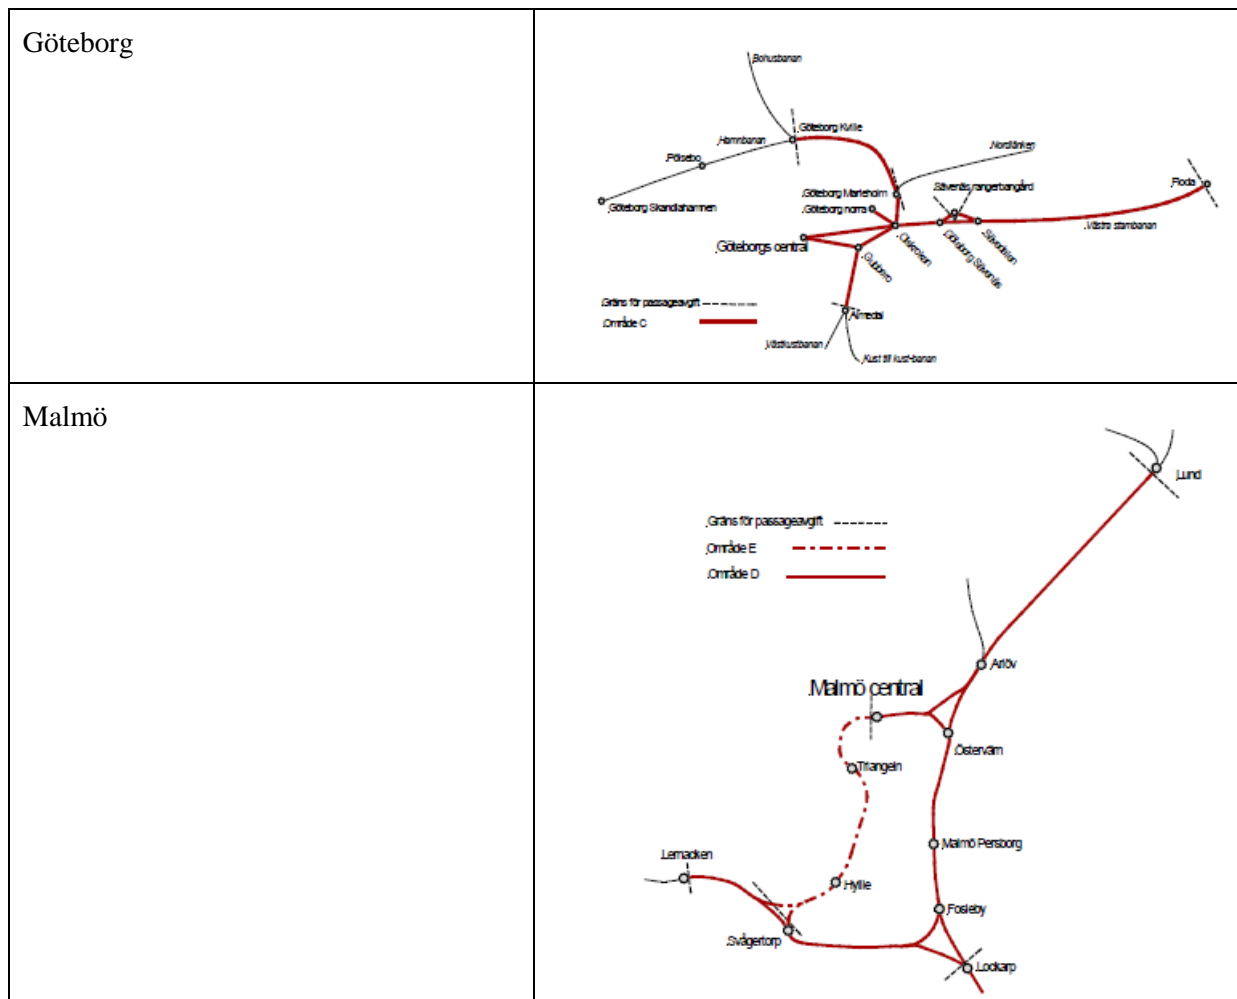 Göteborg
Bohusbanan
Göteborg Kville
Hamnbanan
Nordlänken
Pölsebo
Sävenäs rangerbangård
Floda
Göteborg Marieholm
Göteborg Skandiahamnen
Göteborg norra
Västra stambanan
Göteborgs central
Olskroken
Göteborg Sävenäs
Sävedalen
Gubbero
Gräns för passageavgift
Område C
Almedal
Västkustbanan
Kust till kust-banan
Malmö
Lund
Gräns för passageavgift
Område E
Område D
Arlöv
Malmö central
Östervärn
Triangeln
Malmö Persborg
Lernacken
Hyllie
Fosieby
Svågertorp
Lockarp